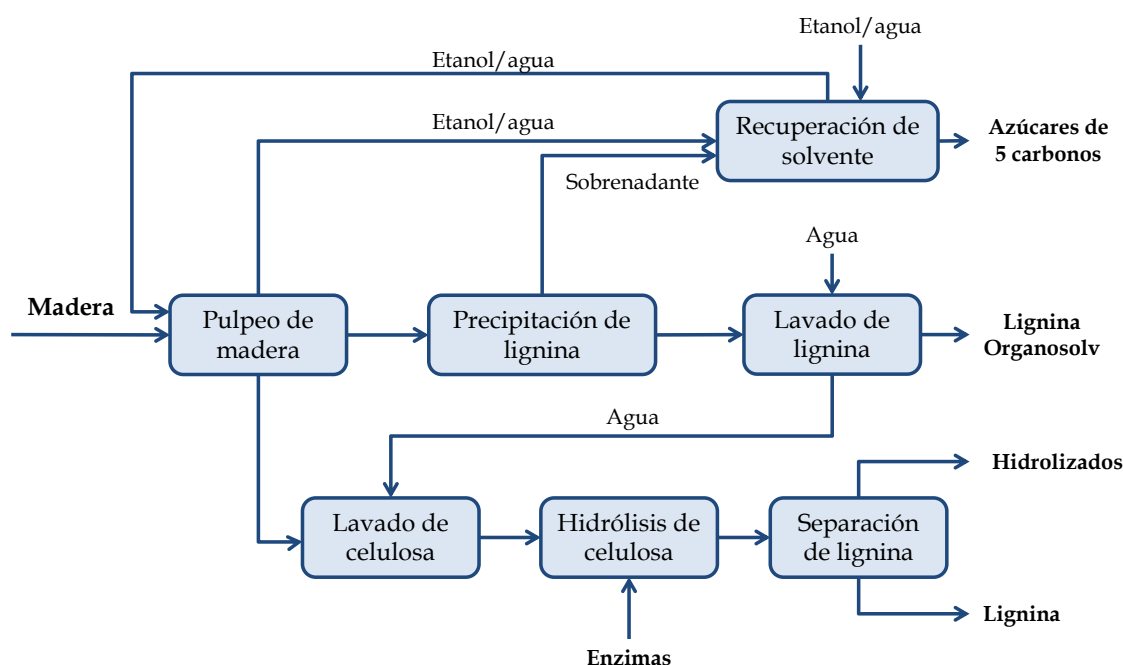 Etanol/agua
Etanol/agua
Etanol/agua
Recuperación de
solvente
Azúcares de
5 carbonos
Sobrenadante
Agua
Madera
Pulpeo de
madera
Precipitación de
lignina
Lavado de
lignina
Lignina
Organosolv
Agua
Hidrolizados
Lavado de
celulosa
Hidrólisis de
celulosa
Separación
de lignina
Lignina
Enzimas